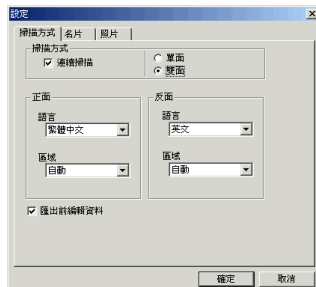 設定
掃描方式 名片 照片
掃描方式
連續掃描
單面
雙面
正面
語言
繁體中文
區域
自動
反面
語言
英文
區域
自動
匯出前編輯資料
確定 取消